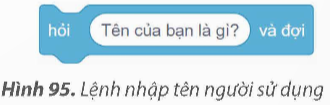 hỏi Tên của bạn là gì? và đợi
Hình 95. Lệnh nhập tên người sử dụng